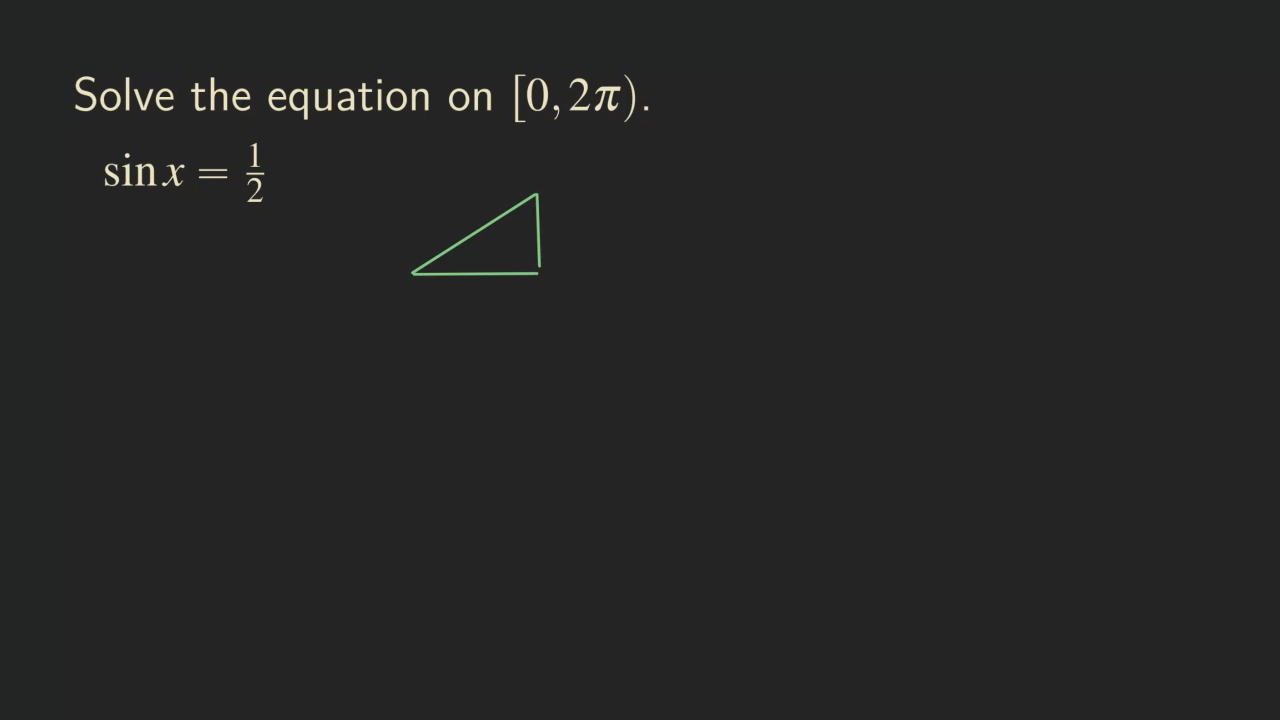 Solve the equation on [0, 2π).
sin x = 1/2